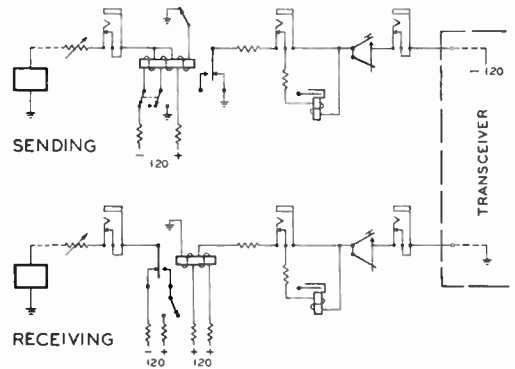 SENDING
- 120 +
- 120
TRANSCEIVER
RECEIVING
- + + +
120 120